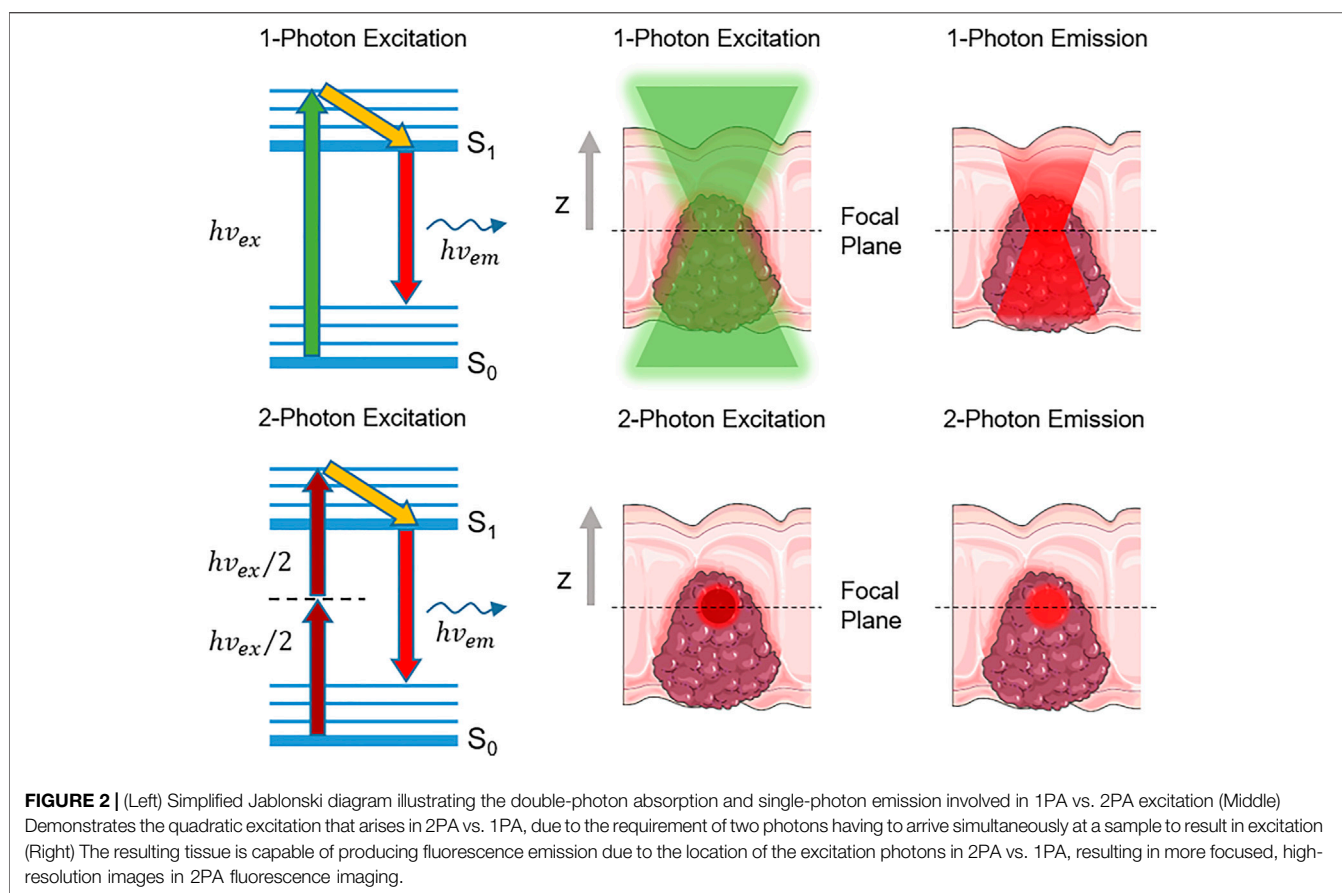 1-Photon Excitation
1-Photon Excitation
1-Photon Emission
S₁
hv_ex
hv_em
S₀
Z
Focal
Plane
2-Photon Excitation
2-Photon Excitation
2-Photon Emission
S₁
hv_ex/2
hv_ex/2
hv_em
S₀
Z
Focal
Plane
FIGURE 2 | (Left) Simplified Jablonski diagram illustrating the double-photon absorption and single-photon emission involved in 1PA vs. 2PA excitation (Middle)
Demonstrates the quadratic excitation that arises in 2PA vs. 1PA, due to the requirement of two photons having to arrive simultaneously at a sample to result in excitation
(Right) The resulting tissue is capable of producing fluorescence emission due to the location of the excitation photons in 2PA vs. 1PA, resulting in more focused, high-
resolution images in 2PA fluorescence imaging.